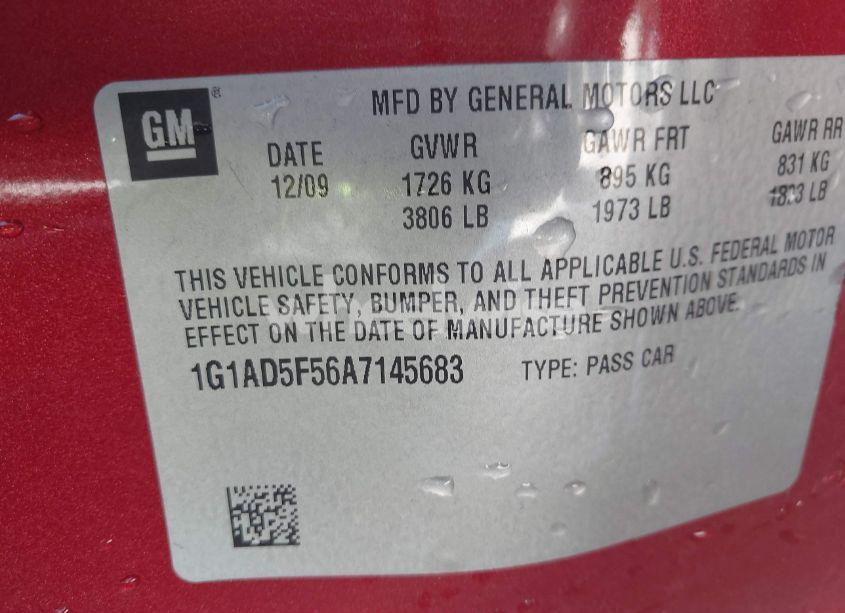 GM ®
MFD BY GENERAL MOTORS LLC
DATE GVWR GAWR FRT GAWR RR
12/09 1726 KG 895 KG 831 KG
3806 LB 1973 LB LB
THIS VEHICLE CONFORMS TO ALL APPLICABLE U.S. FEDERAL MOTOR
VEHICLE SAFETY, BUMPER, AND THEFT PREVENTION STANDARDS IN
EFFECT ON THE DATE OF MANUFACTURE SHOWN ABOVE.
1G1AD5F56A7145683 TYPE: PASS CAR